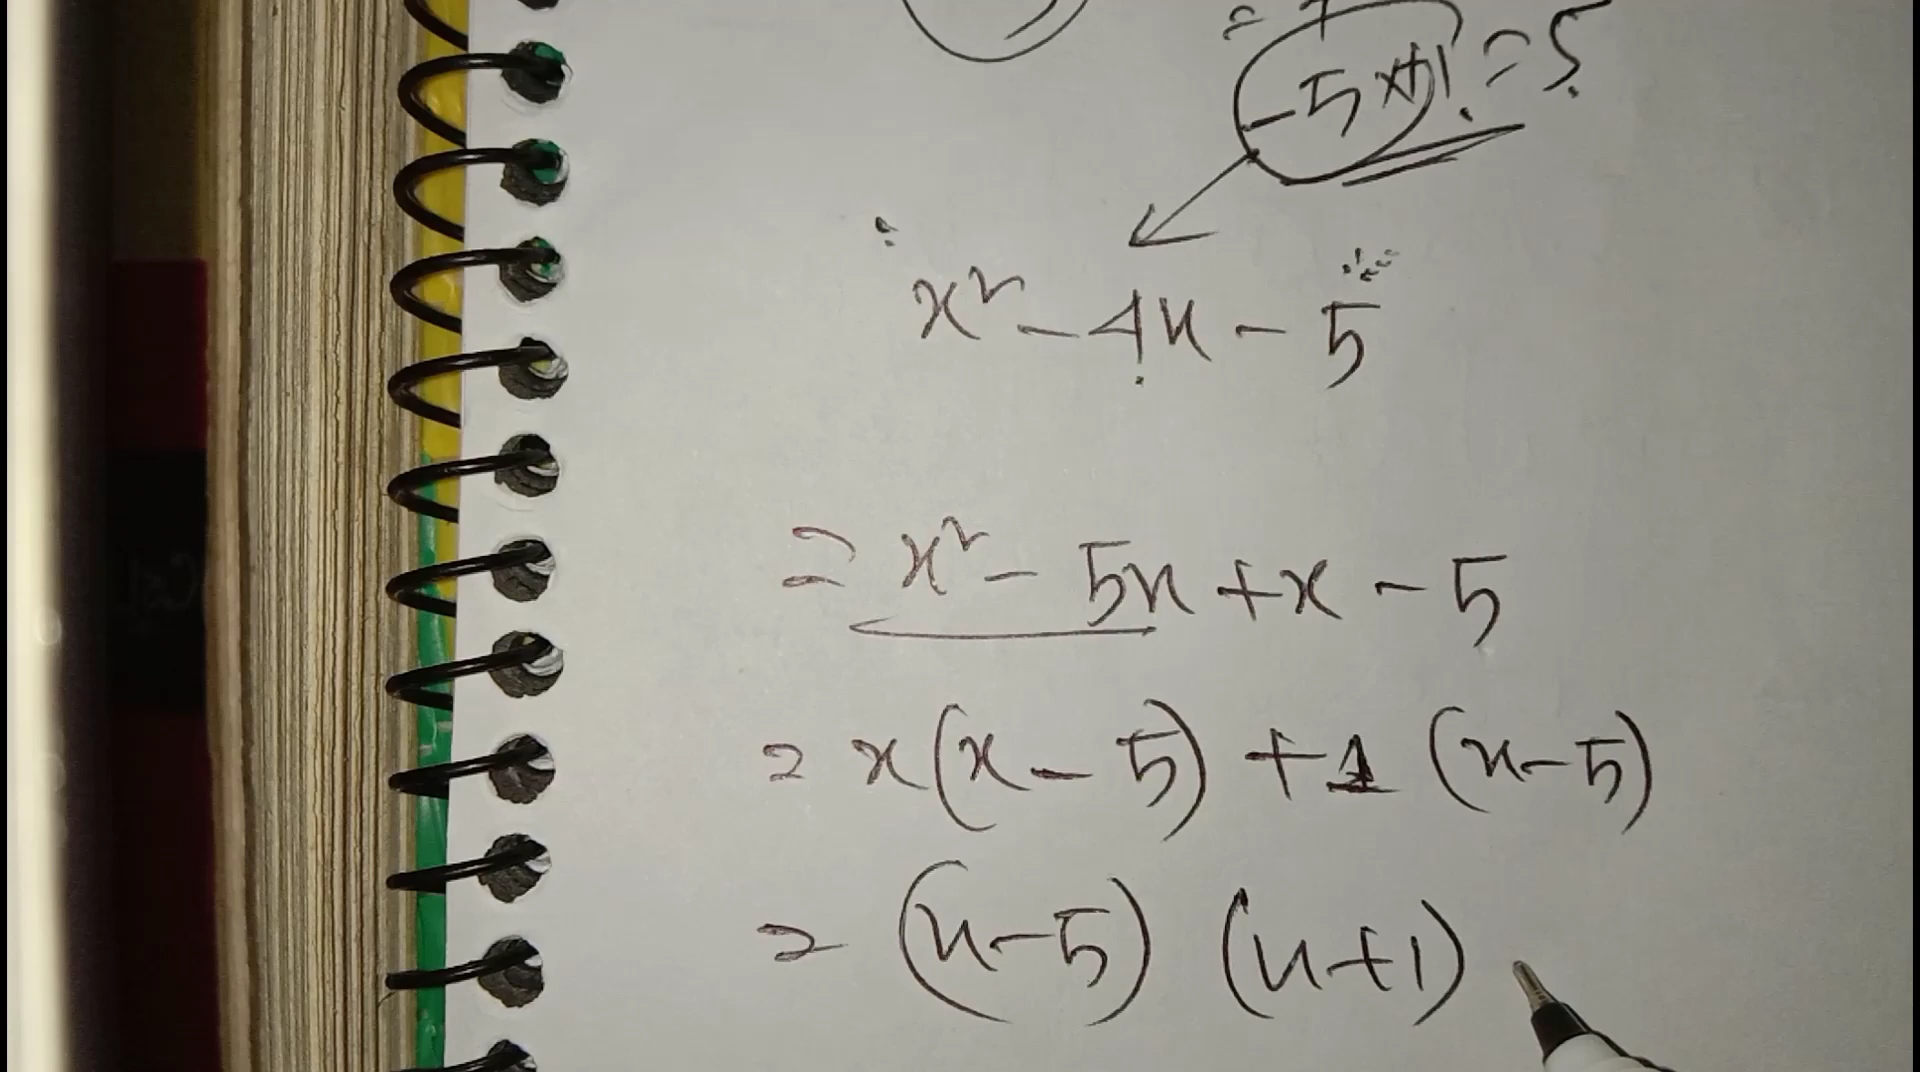 -5×+1 = 5
x² - 4x - 5
= x² - 5x + x - 5
= x(x - 5) + 1 (x - 5)
= (x - 5) (x + 1)